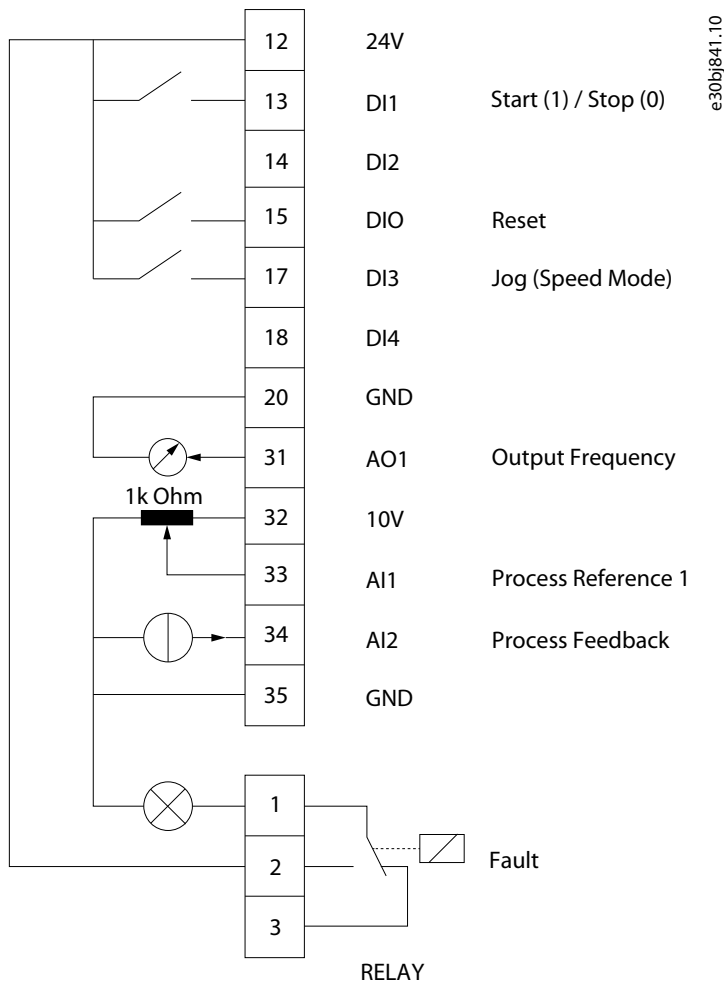 e30bj841.10
12 24V
13 DI1 Start (1) / Stop (0)
14 DI2
15 DIO Reset
17 DI3 Jog (Speed Mode)
18 DI4
20 GND
31 AO1 Output Frequency
1k Ohm
32 10V
33 AI1 Process Reference 1
34 AI2 Process Feedback
35 GND
1
2 Fault
3
RELAY